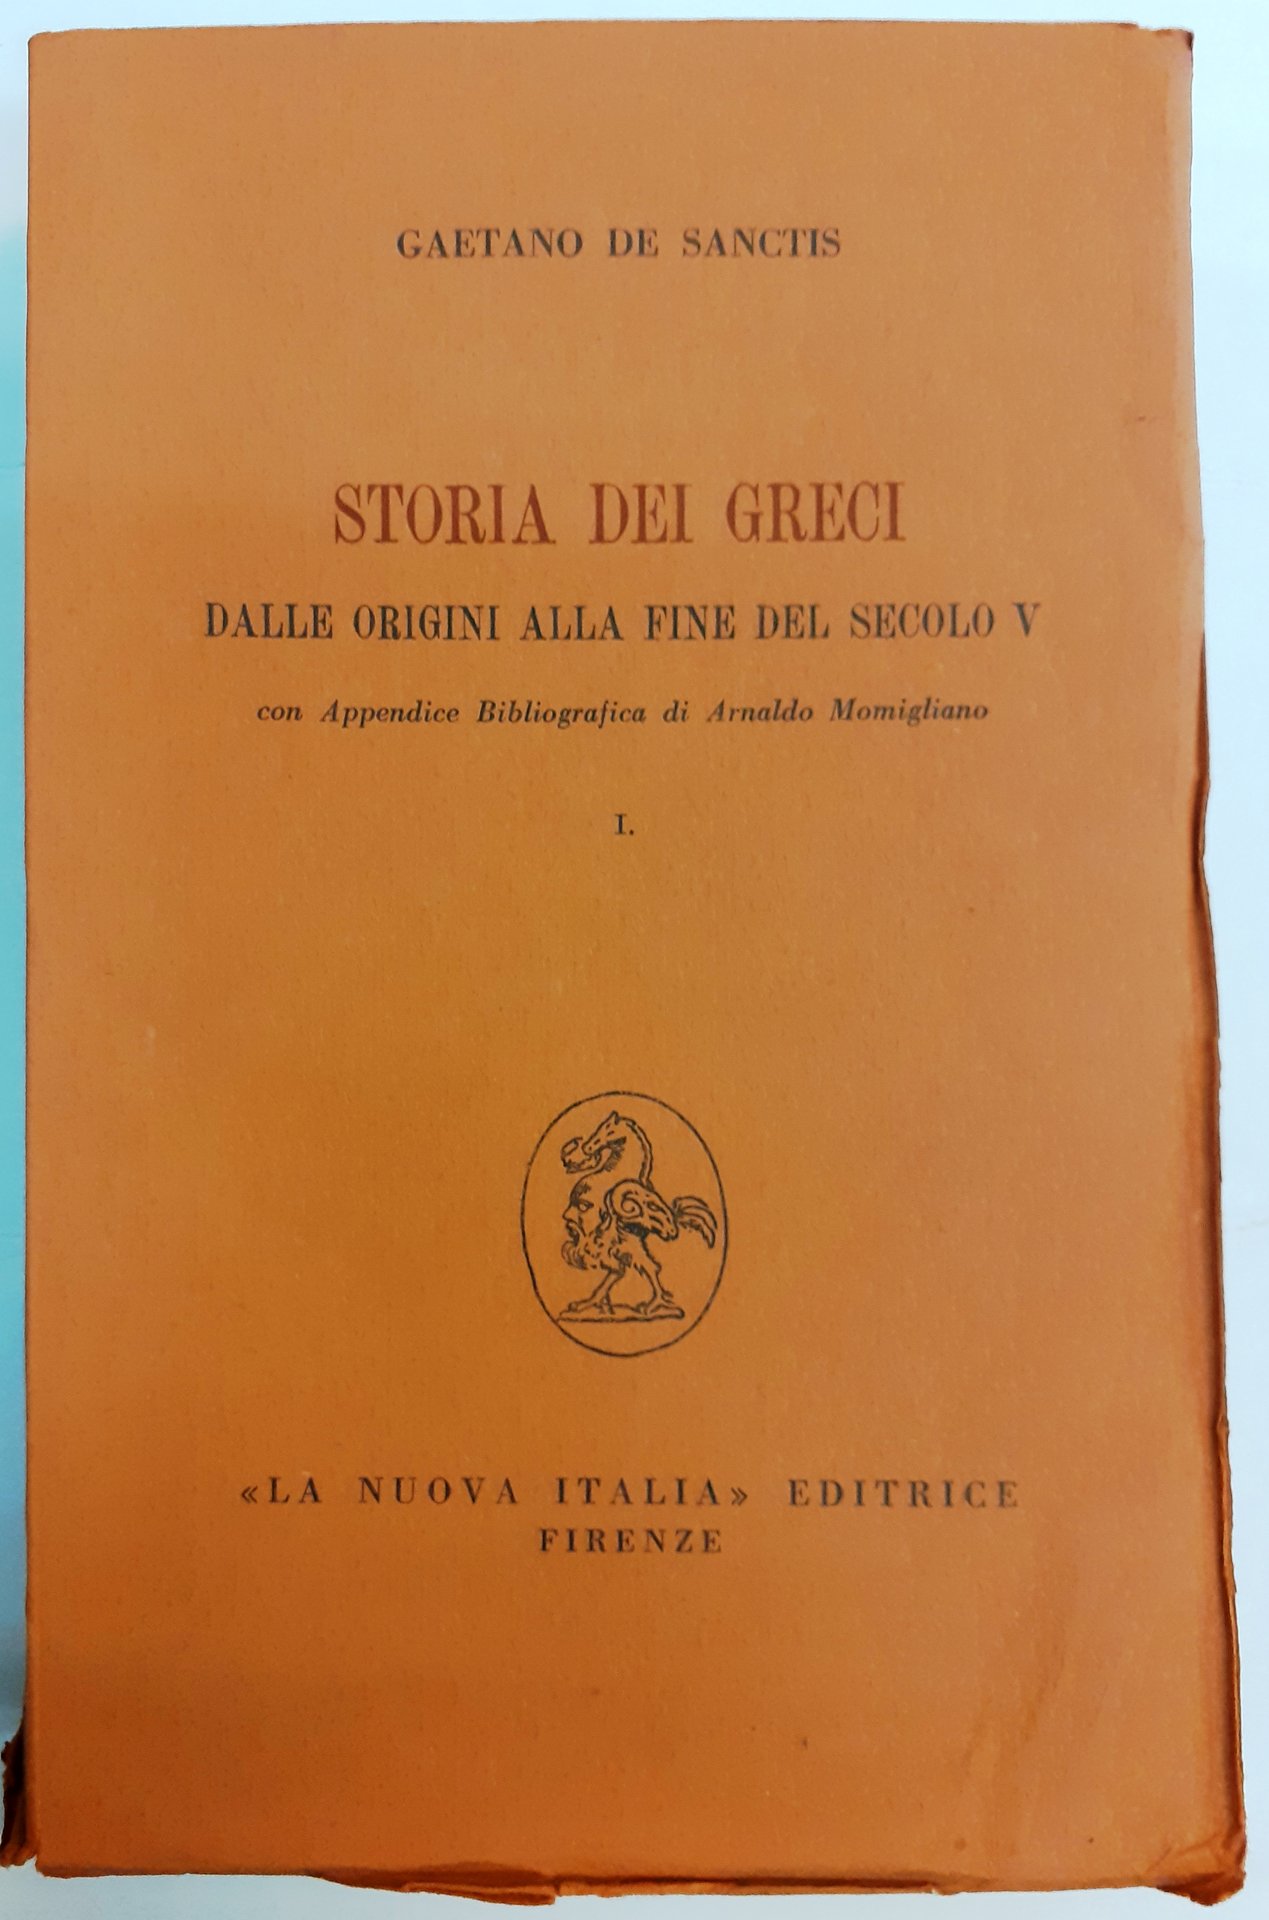 GAETANO DE SANCTIS
STORIA DEI GRECI
DALLE ORIGINI ALLA FINE DEL SECOLO V
con Appendice Bibliografica di Arnaldo Momigliano
I.
«LA NUOVA ITALIA» EDITRICE
FIRENZE